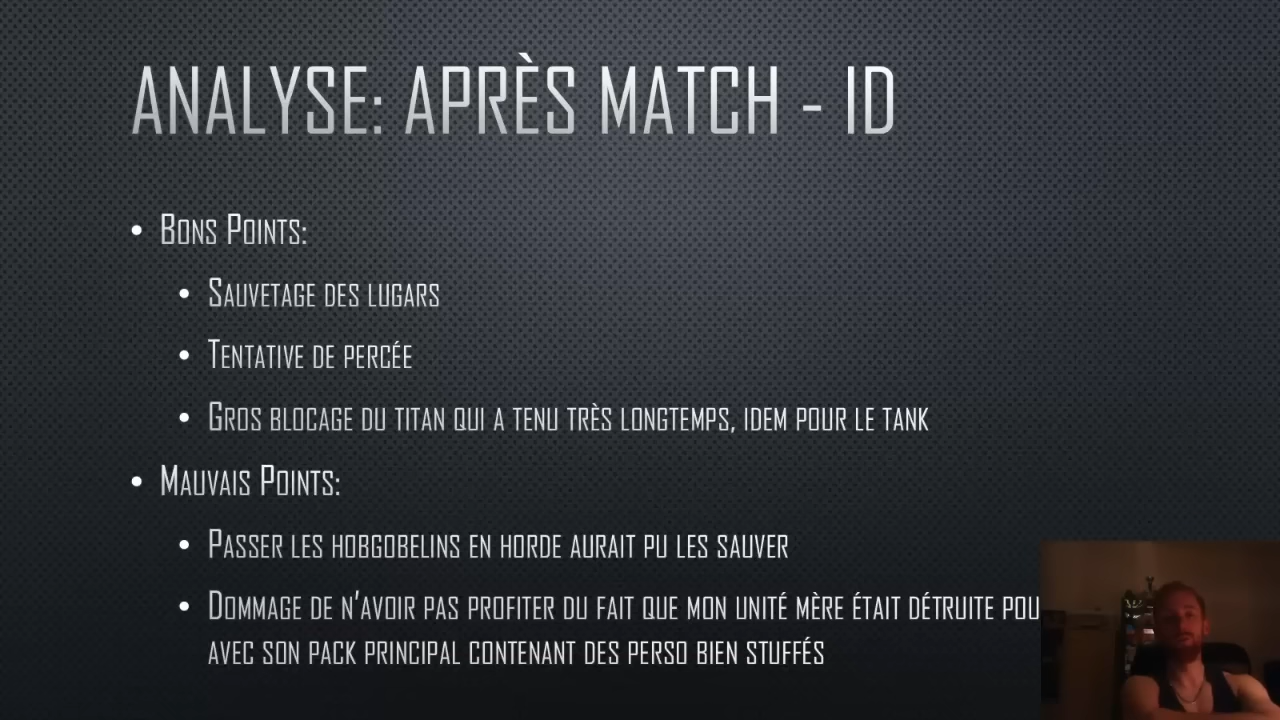 ANALYSE: APRÈS MATCH - ID
• BONS POINTS:
• SAUVETAGE DES LUGARS
• TENTATIVE DE PERCÉE
• GROS BLOCAGE DU TITAN QUI A TENU TRÈS LONGTEMPS, IDEM POUR LE TANK
• MAUVAIS POINTS:
• PASSER LES HOBGOBELINS EN HORDE AURAIT PU LES SAUVER
• DOMMAGE DE N'AVOIR PAS PROFITER DU FAIT QUE MON UNITÉ MÈRE ÉTAIT DÉTRUITE
AVEC SON PACK PRINCIPAL CONTENANT DES PERSO BIEN STUFFÉS